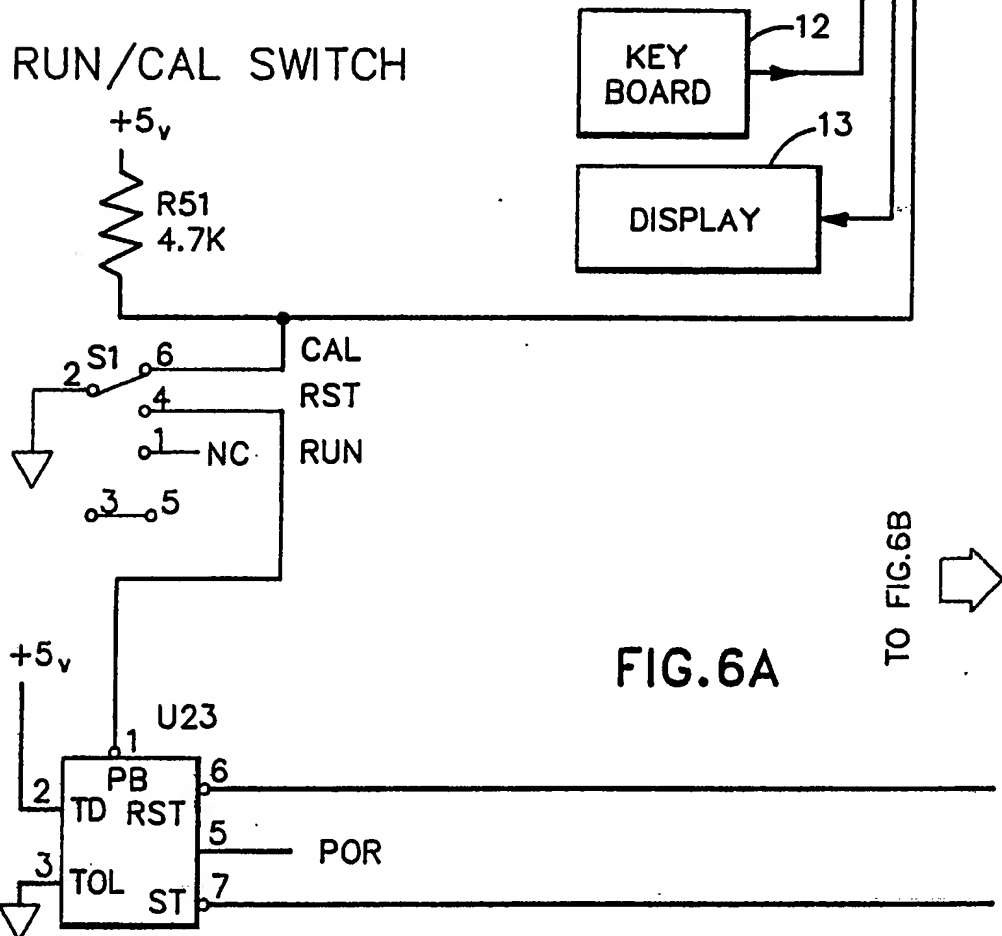 RUN/CAL SWITCH
+5v
R51
4.7K
KEY
BOARD
12
DISPLAY
13
S1
2
6
CAL
4
RST
1
NC
RUN
3
5
TO FIG.6B
FIG.6A
+5v
U23
1
PB
2
TD
RST
6
5
POR
3
TOL
ST
7